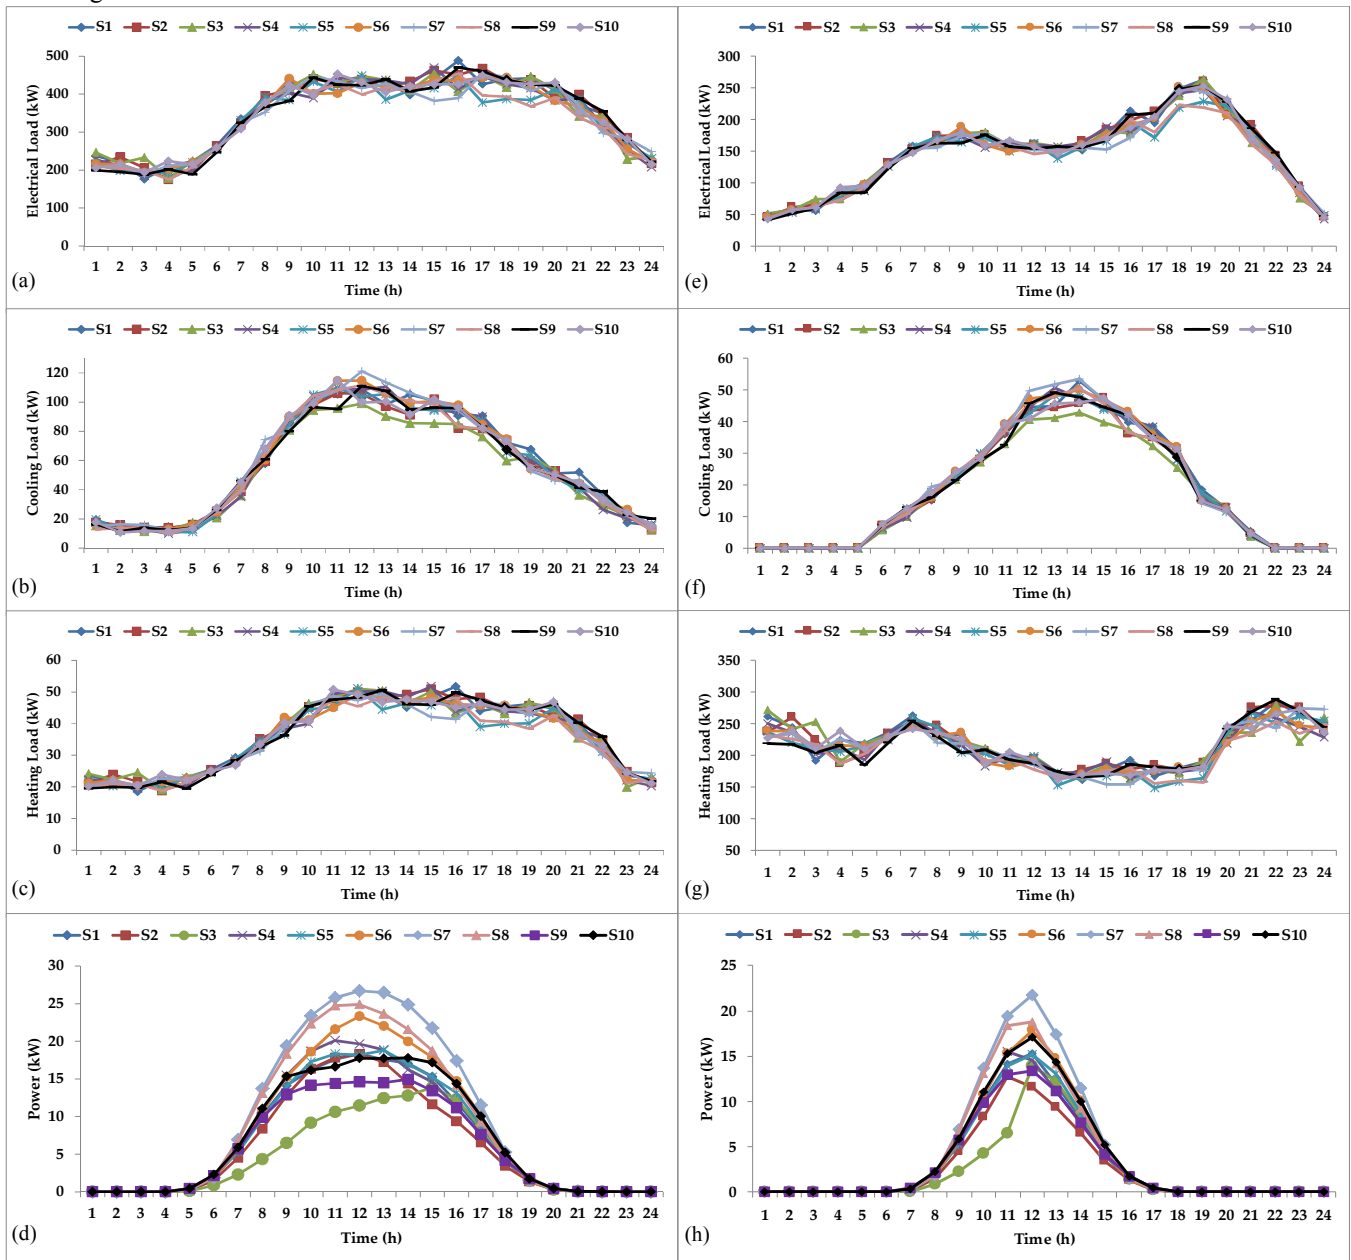 S1 S2 S3 S4 S5 S6 S7 S8 S9 S10
500
400
300
200
100
0
Electrical Load (kW)
1 2 3 4 5 6 7 8 9 10 11 12 13 14 15 16 17 18 19 20 21 22 23 24
(a)
Time (h)
S1 S2 S3 S4 S5 S6 S7 S8 S9 S10
300
250
200
150
100
50
0
Electrical Load (kW)
1 2 3 4 5 6 7 8 9 10 11 12 13 14 15 16 17 18 19 20 21 22 23 24
(e)
Time (h)
S1 S2 S3 S4 S5 S6 S7 S8 S9 S10
120
100
80
60
40
20
0
Cooling Load (kW)
1 2 3 4 5 6 7 8 9 10 11 12 13 14 15 16 17 18 19 20 21 22 23 24
(b)
Time (h)
S1 S2 S3 S4 S5 S6 S7 S8 S9 S10
60
50
40
30
20
10
0
Cooling Load (kW)
1 2 3 4 5 6 7 8 9 10 11 12 13 14 15 16 17 18 19 20 21 22 23 24
(f)
Time (h)
S1 S2 S3 S4 S5 S6 S7 S8 S9 S10
60
50
40
30
20
10
0
Heating Load (kW)
1 2 3 4 5 6 7 8 9 10 11 12 13 14 15 16 17 18 19 20 21 22 23 24
(c)
Time (h)
S1 S2 S3 S4 S5 S6 S7 S8 S9 S10
350
300
250
200
150
100
50
Heating Load (kW)
1 2 3 4 5 6 7 8 9 10 11 12 13 14 15 16 17 18 19 20 21 22 23 24
(g)
Time (h)
S1 S2 S3 S4 S5 S6 S7 S8 S9 S10
30
25
20
15
10
5
0
Power (kW)
1 2 3 4 5 6 7 8 9 10 11 12 13 14 15 16 17 18 19 20 21 22 23 24
(d)
Time (h)
S1 S2 S3 S4 S5 S6 S7 S8 S9 S10
25
20
15
10
5
0
Power (kW)
1 2 3 4 5 6 7 8 9 10 11 12 13 14 15 16 17 18 19 20 21 22 23 24
(h)
Time (h)